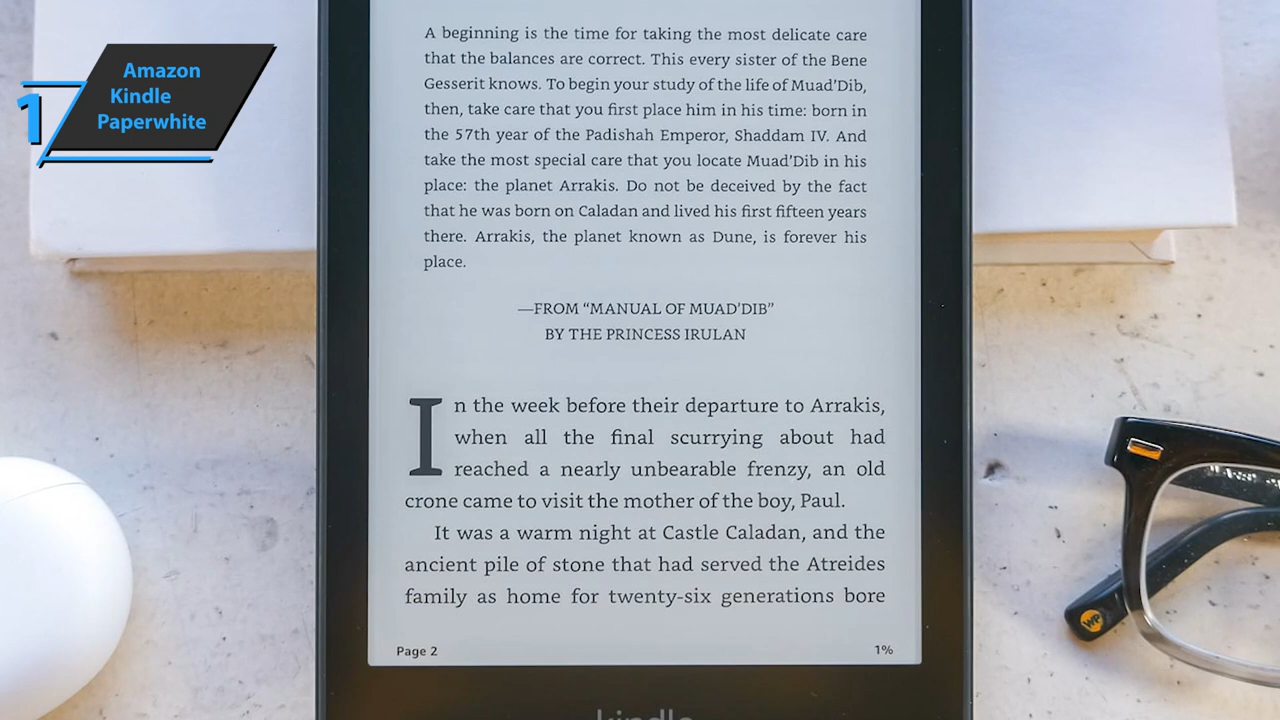 1
Amazon
Kindle
Paperwhite
A beginning is the time for taking the most delicate care
that the balances are correct. This every sister of the Bene
Gesserit knows. To begin your study of the life of Muad’Dib,
then, take care that you first place him in his time: born in
the 57th year of the Padishah Emperor, Shaddam IV. And
take the most special care that you locate Muad’Dib in his
place: the planet Arrakis. Do not be deceived by the fact
that he was born on Caladan and lived his first fifteen years
there. Arrakis, the planet known as Dune, is forever his
place.
—FROM “MANUAL OF MUAD’DIB”
BY THE PRINCESS IRULAN
In the week before their departure to Arrakis,
when all the final scurrying about had
reached a nearly unbearable frenzy, an old
crone came to visit the mother of the boy, Paul.
It was a warm night at Castle Caladan, and the
ancient pile of stone that had served the Atreides
family as home for twenty-six generations bore
Page 2 1%
kindle
WP